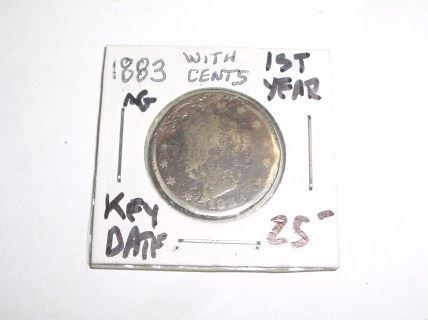 1883 WITH CENTS 1ST YEAR
AG
KEY DATE 25-